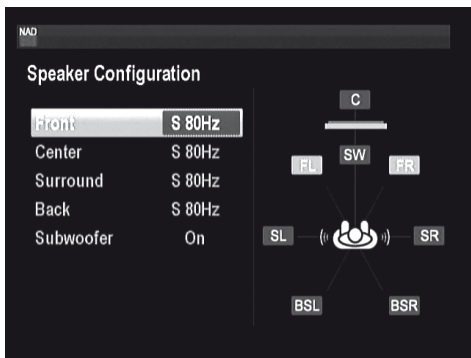 NAD
Speaker Configuration
Front S 80Hz
Center S 80Hz
Surround S 80Hz
Back S 80Hz
Subwoofer On
C
FL SW FR
SL SR
BSL BSR